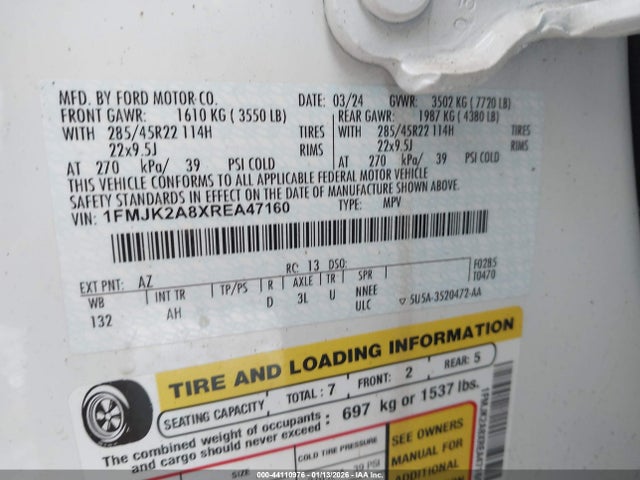 MFD. BY FORD MOTOR CO.
DATE: 03/24 GVWR: 3502 KG ( 7720 LB)
FRONT GAWR: 1610 KG ( 3550 LB) REAR GAWR: 1987 KG ( 4380 LB)
WITH 285/45R22 114H TIRES WITH 285/45R22 114H TIRES
22x9.5J RIMS 22x9.5J RIMS
AT 270 kPa/ 39 PSI COLD AT 270 kPa/ 39 PSI COLD
THIS VEHICLE CONFORMS TO ALL APPLICABLE FEDERAL MOTOR VEHICLE
SAFETY STANDARDS IN EFFECT ON THE DATE OF MANUFACTURE SHOWN ABOVE.
VIN: 1FMJK2A8XREA47160 TYPE: MPV
EXT PNT: AZ RC: 13 DSO: F0285
WB INT TR TP/PS R AXLE TR SPR T0470
132 AH D 3L U NNEE
ULC ▽ 5U5A-3520472-AA
TIRE AND LOADING INFORMATION
SEATING CAPACITY TOTAL: 7 FRONT: 2 REAR: 5
The combined weight of occupants
and cargo should never exceed : 697 kg or 1537 lbs.
SIZE COLD TIRE PRESSURE SEE OWNERS
MANUAL FOR
ADDITIONAL
39 PSI
000-44110976 - 01/13/2026 - IAA Inc.